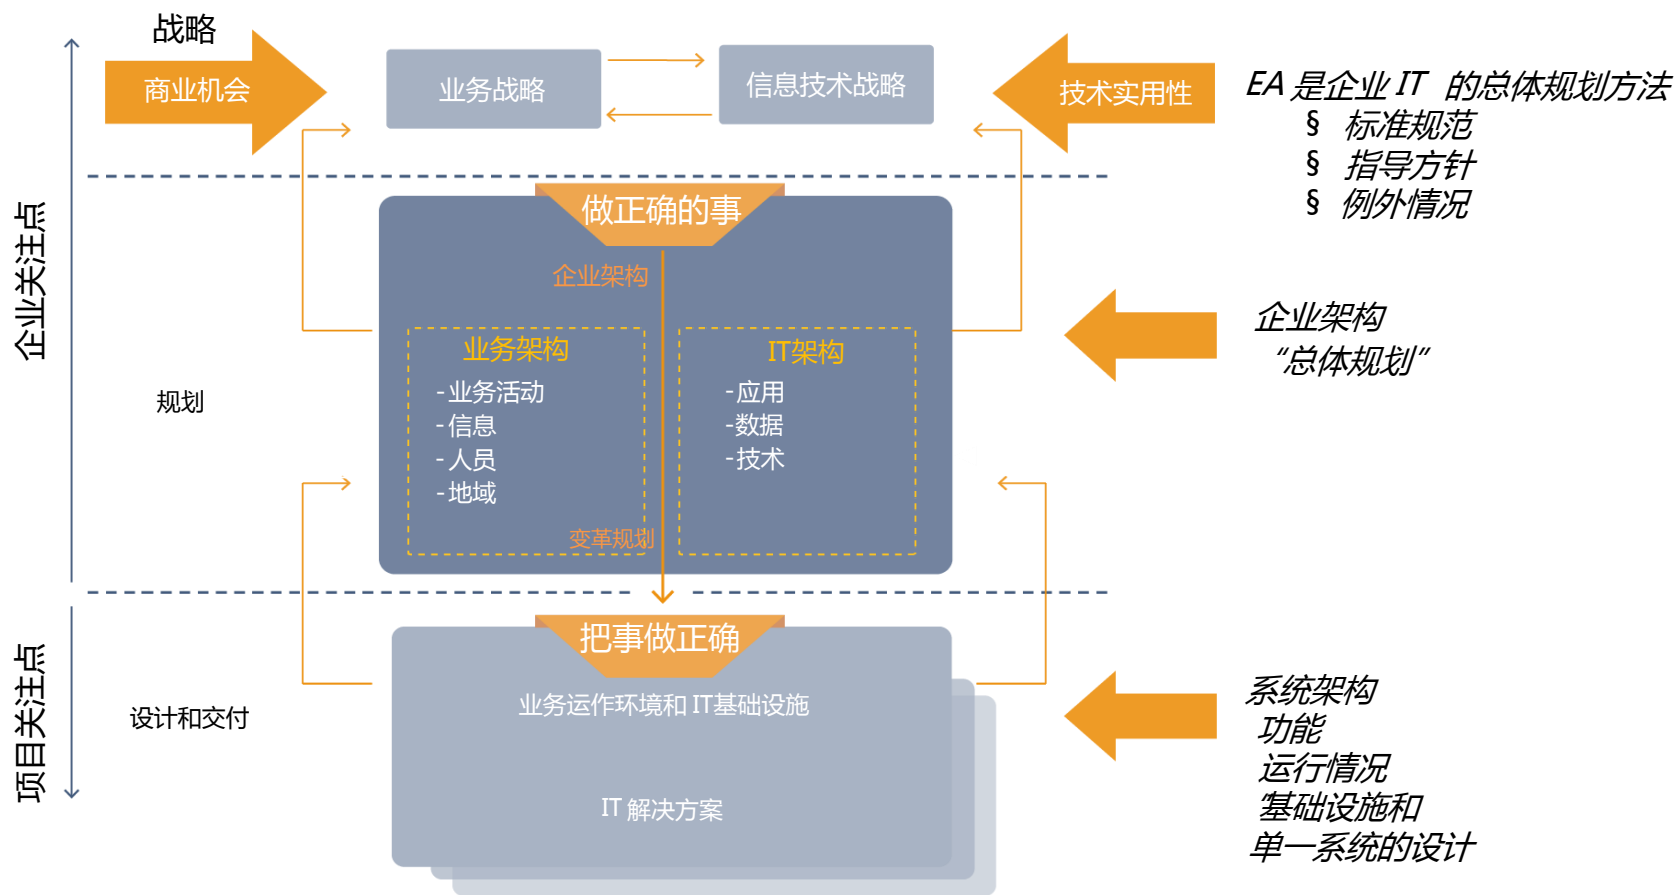 战略
商业机会
业务战略
信息技术战略
技术实用性
EA 是企业 IT 的总体规划方法
§ 标准规范
§ 指导方针
§ 例外情况
企业关注点
做正确的事
企业架构
业务架构
- 业务活动
- 信息
- 人员
- 地域
IT架构
- 应用
- 数据
- 技术
变革规划
规划
企业架构
“总体规划”
项目关注点
设计和交付
把事做正确
业务运作环境和 IT基础设施
IT 解决方案
系统架构
功能
运行情况
基础设施和
单一系统的设计